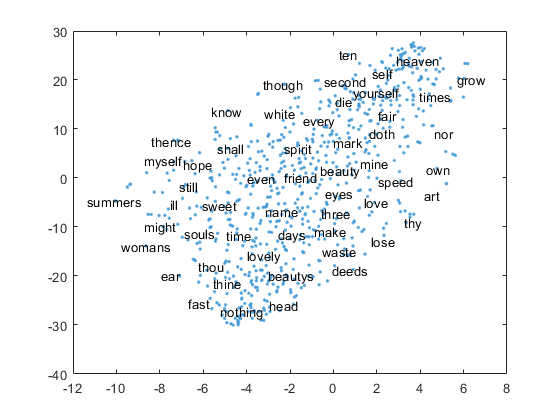 30
20
10
0
-10
-20
-30
-40
ten
heaven
self
second
grow
though
yourself
times
die
know
white
fair
every
doth
nor
thence
mark
shall
spirit
myself
hope
mine
beauty
own
even
friend
speed
still
eyes
art
summers
ill
sweet
love
name
three
thy
might
souls
time
days
make
lose
womans
lovely
waste
thou
deeds
ear
thine
beautys
fast
nothing
head
-12 -10 -8 -6 -4 -2 0 2 4 6 8